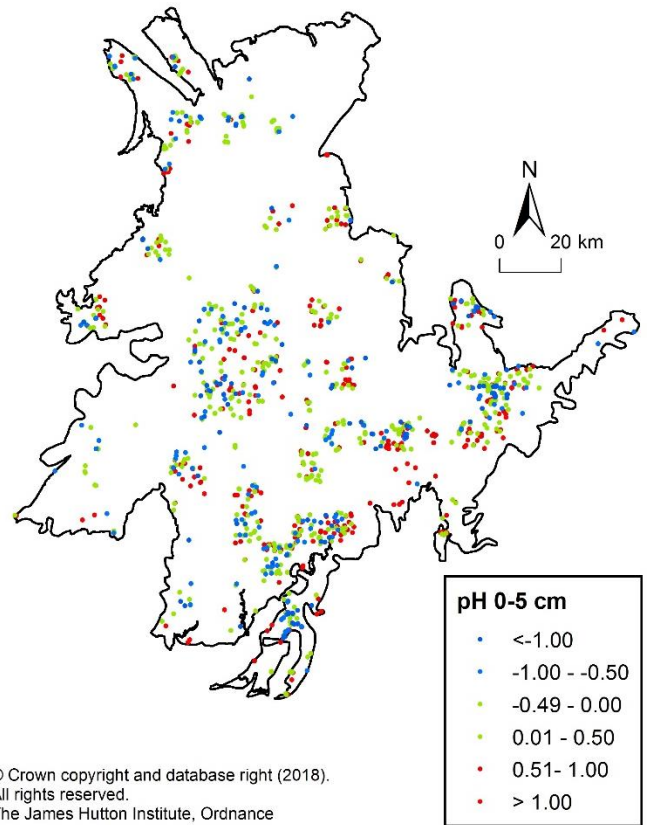 N
0 20 km
pH 0-5 cm
<-1.00
-1.00 - -0.50
-0.49 - 0.00
0.01 - 0.50
0.51- 1.00
> 1.00
Crown copyright and database right (2018).
rights reserved.
James Hutton Institute, Ordnance